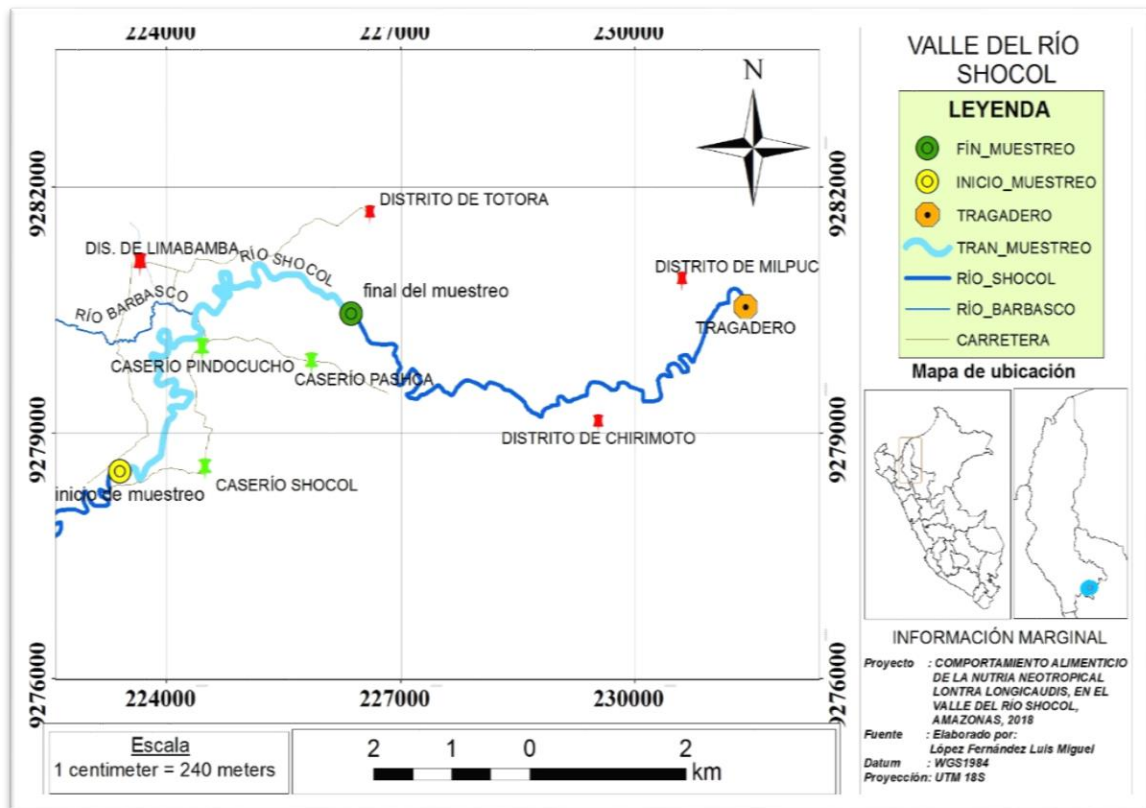 224000
227000
230000
N
9282000
9282000
DISTRITO DE TOTORA
DIS. DE LIMABAMBA
RÍO SHOCOL
DISTRITO DE MILPUC
final del muestreo
RÍO BARBASCO
TRAGADERO
CASERÍO PINDOCUCHO
CASERÍO PASHCA
9279000
9279000
DISTRITO DE CHIRIMOTO
CASERÍO SHOCOL
inicio de muestreo
9276000
9276000
224000
227000
230000
Escala
1 centimeter = 240 meters
2
1
0
2
km
VALLE DEL RÍO
SHOCOL
LEYENDA
FÍN_MUESTREO
INICIO_MUESTREO
TRAGADERO
TRAN_MUESTREO
RÍO_SHOCOL
RÍO_BARBASCO
CARRETERA
Mapa de ubicación
INFORMACIÓN MARGINAL
Proyecto : COMPORTAMIENTO ALIMENTICIO
DE LA NUTRIA NEOTROPICAL
LONTRA LONGICAUDIS, EN EL
VALLE DEL RÍO SHOCOL,
AMAZONAS, 2018
Fuente : Elaborado por:
López Fernández Luis Miguel
Datum : WGS1984
Proyección: UTM 18S